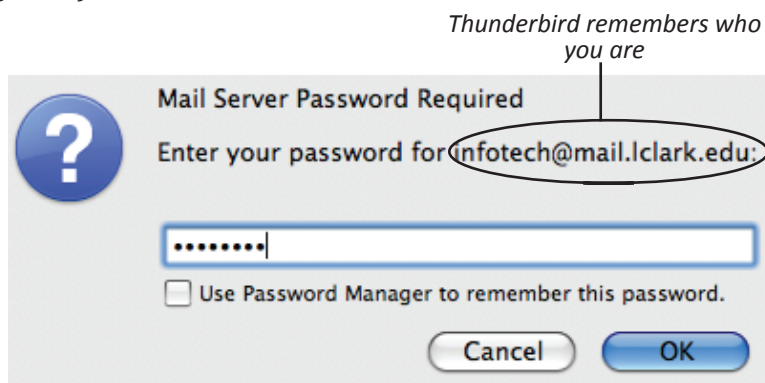 Thunderbird remembers who
you are
Mail Server Password Required
Enter your password for infotech@mail.lclark.edu:
••••••••
Use Password Manager to remember this password.
Cancel OK